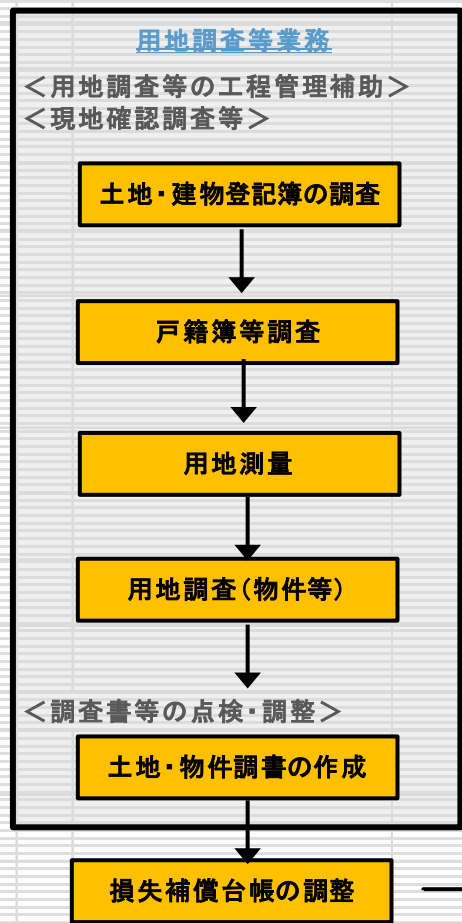 用地調査等業務
＜用地調査等の工程管理補助＞
＜現地確認調査等＞
土地・建物登記簿の調査
戸籍簿等調査
用地測量
用地調査（物件等）
＜調査書等の点検・調整＞
土地・物件調書の作成
損失補償台帳の調整